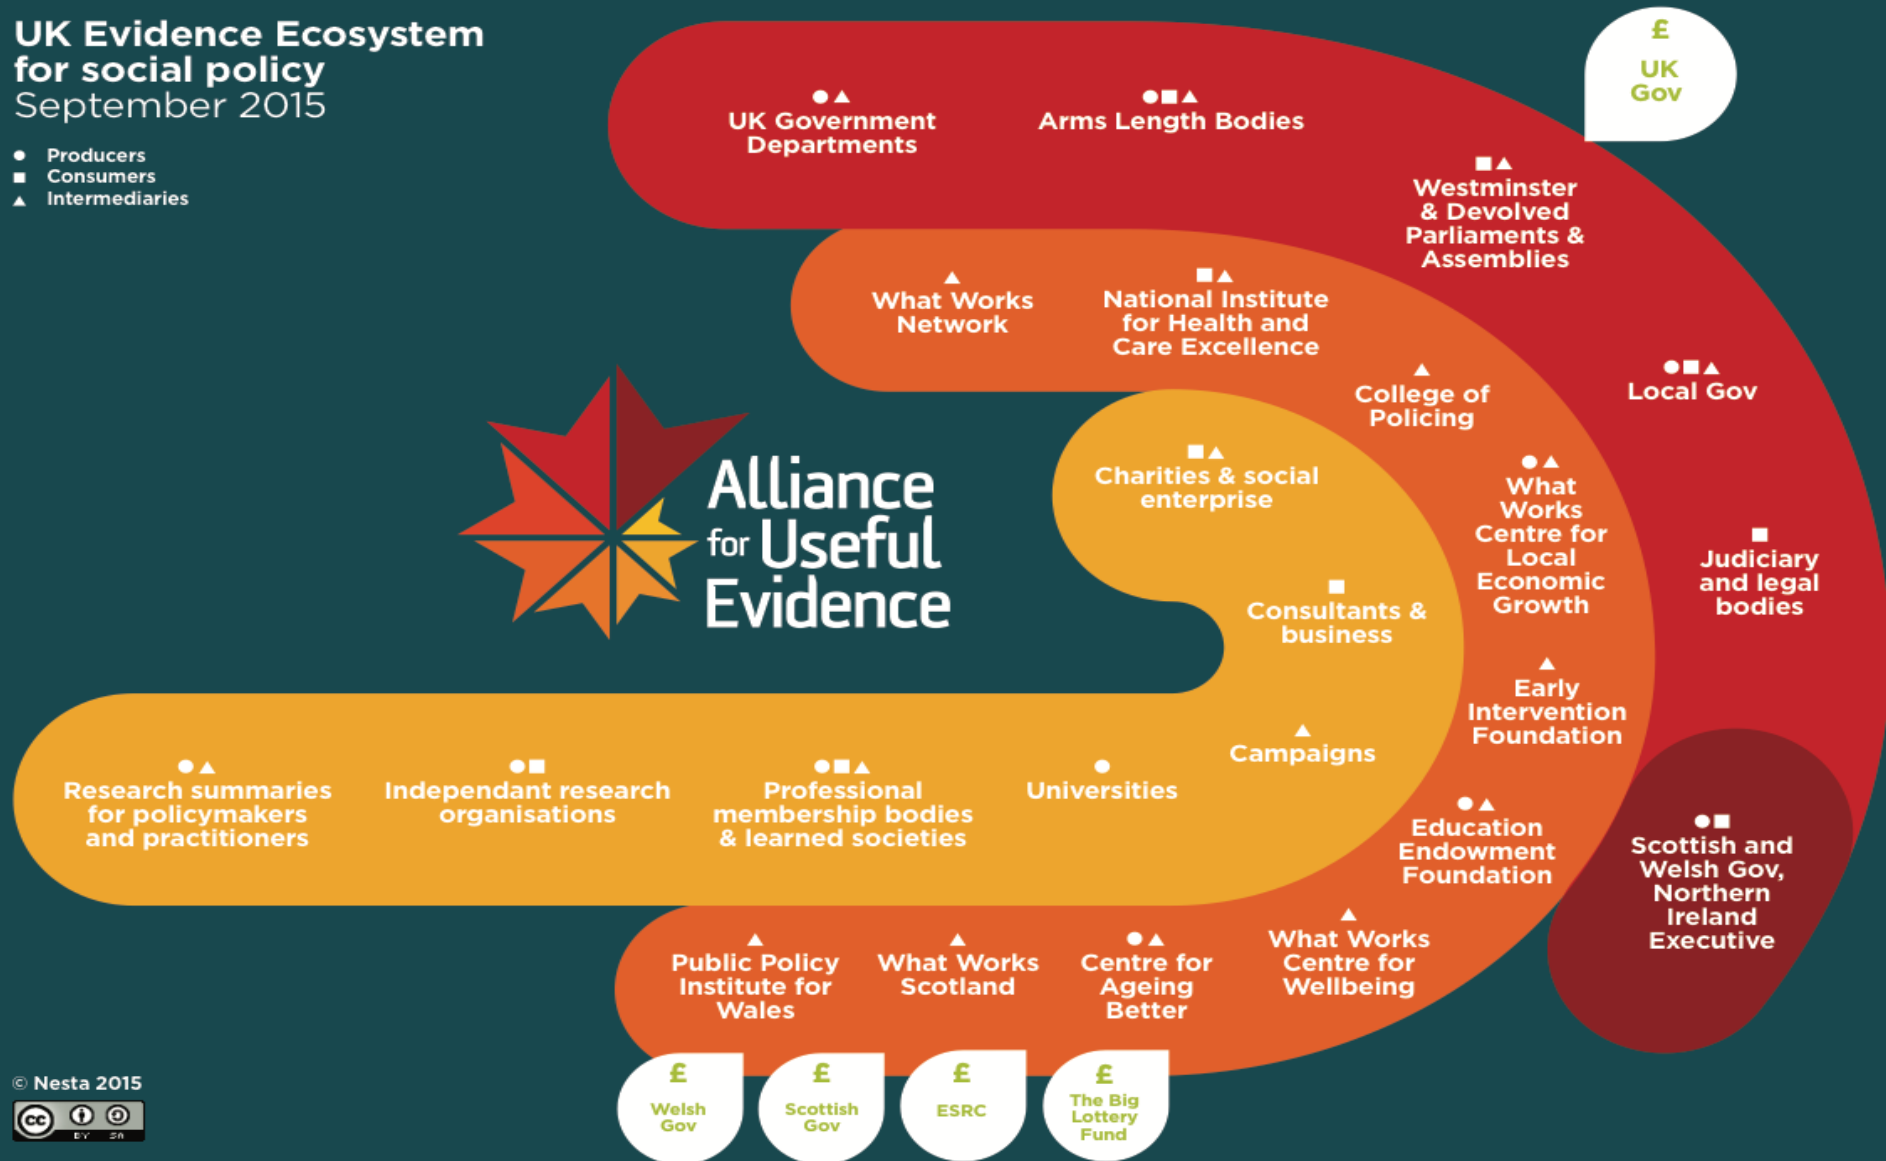 UK Evidence Ecosystem
for social policy
September 2015
Producers
Consumers
Intermediaries
£
UK
Gov
UK Government
Departments
Arms Length Bodies
Westminster
& Devolved
Parliaments &
Assemblies
Local Gov
Judiciary
and legal
bodies
Scottish and
Welsh Gov,
Northern
Ireland
Executive
What Works
Network
National Institute
for Health and
Care Excellence
College of
Policing
What
Works
Centre for
Local
Economic
Growth
Early
Intervention
Foundation
Education
Endowment
Foundation
What Works
Centre for
Wellbeing
Centre for
Ageing
Better
What Works
Scotland
Public Policy
Institute for
Wales
Charities & social
enterprise
Consultants &
business
Campaigns
Universities
Professional
membership bodies
& learned societies
Independant research
organisations
Research summaries
for policymakers
and practitioners
Alliance
for Useful
Evidence
£
Welsh
Gov
£
Scottish
Gov
£
ESRC
£
The Big
Lottery
Fund
© Nesta 2015
cc
BY SA